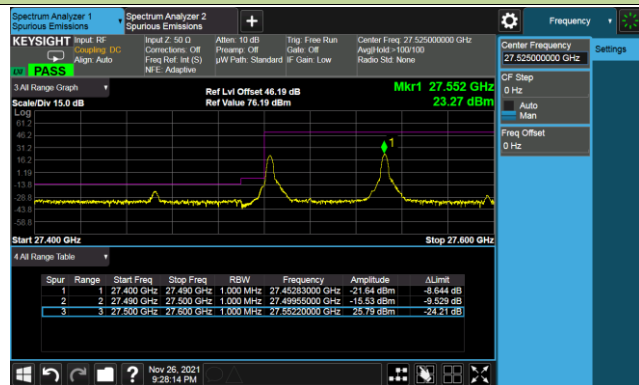 Spectrum Analyzer 1
Spurious Emissions
Spectrum Analyzer 2
Spurious Emissions
Frequency
KEYSIGHT
Input: RF
Coupling: DC
Align: Auto
Input Z: 50 Ω
Corrections: Off
Freq Ref: Int (S)
NFE: Adaptive
Atten: 10 dB
Preamp: Off
µW Path: Standard
Trig: Free Run
Gate: Off
IF Gain: Low
Center Freq: 27.525000000 GHz
Avg|Hold:>100/100
Radio Std: None
PASS
3 All Range Graph
Scale/Div 15.0 dB
Ref Lvl Offset 46.19 dB
Ref Value 76.19 dBm
Mkr1 27.552 GHz
23.27 dBm
Log
61.2
46.2
31.2
16.2
1.19
-13.8
-28.8
-43.8
-58.8
1
Start 27.400 GHz
Stop 27.600 GHz
4 All Range Table
Spur Range Start Freq Stop Freq RBW Frequency Amplitude ΔLimit
1 1 27.400 GHz 27.490 GHz 1.000 MHz 27.45283000 GHz -21.64 dBm -8.644 dB
2 2 27.490 GHz 27.500 GHz 1.000 MHz 27.49955000 GHz -15.53 dBm -9.529 dB
3 3 27.500 GHz 27.600 GHz 1.000 MHz 27.55220000 GHz 25.79 dBm -24.21 dB
Center Frequency
27.525000000 GHz
Settings
CF Step
0 Hz
Auto
Man
Freq Offset
0 Hz
Nov 26, 2021
9:28:14 PM